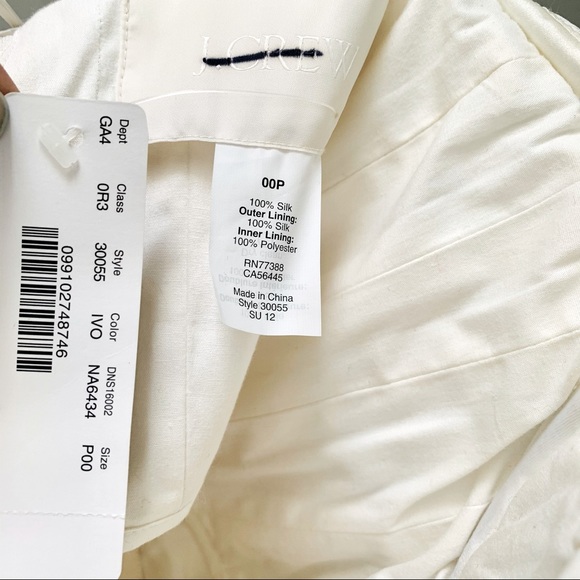 J.CREW
00P
100% Silk
Outer Lining:
100% Silk
Inner Lining:
100% Polyester
RN77388
CA56445
Made in China
Style 30055
SU 12
Dept Class Style Color DNS16002 Size
GA4 0R3 30055 IVO NA6434 P00
099102748746